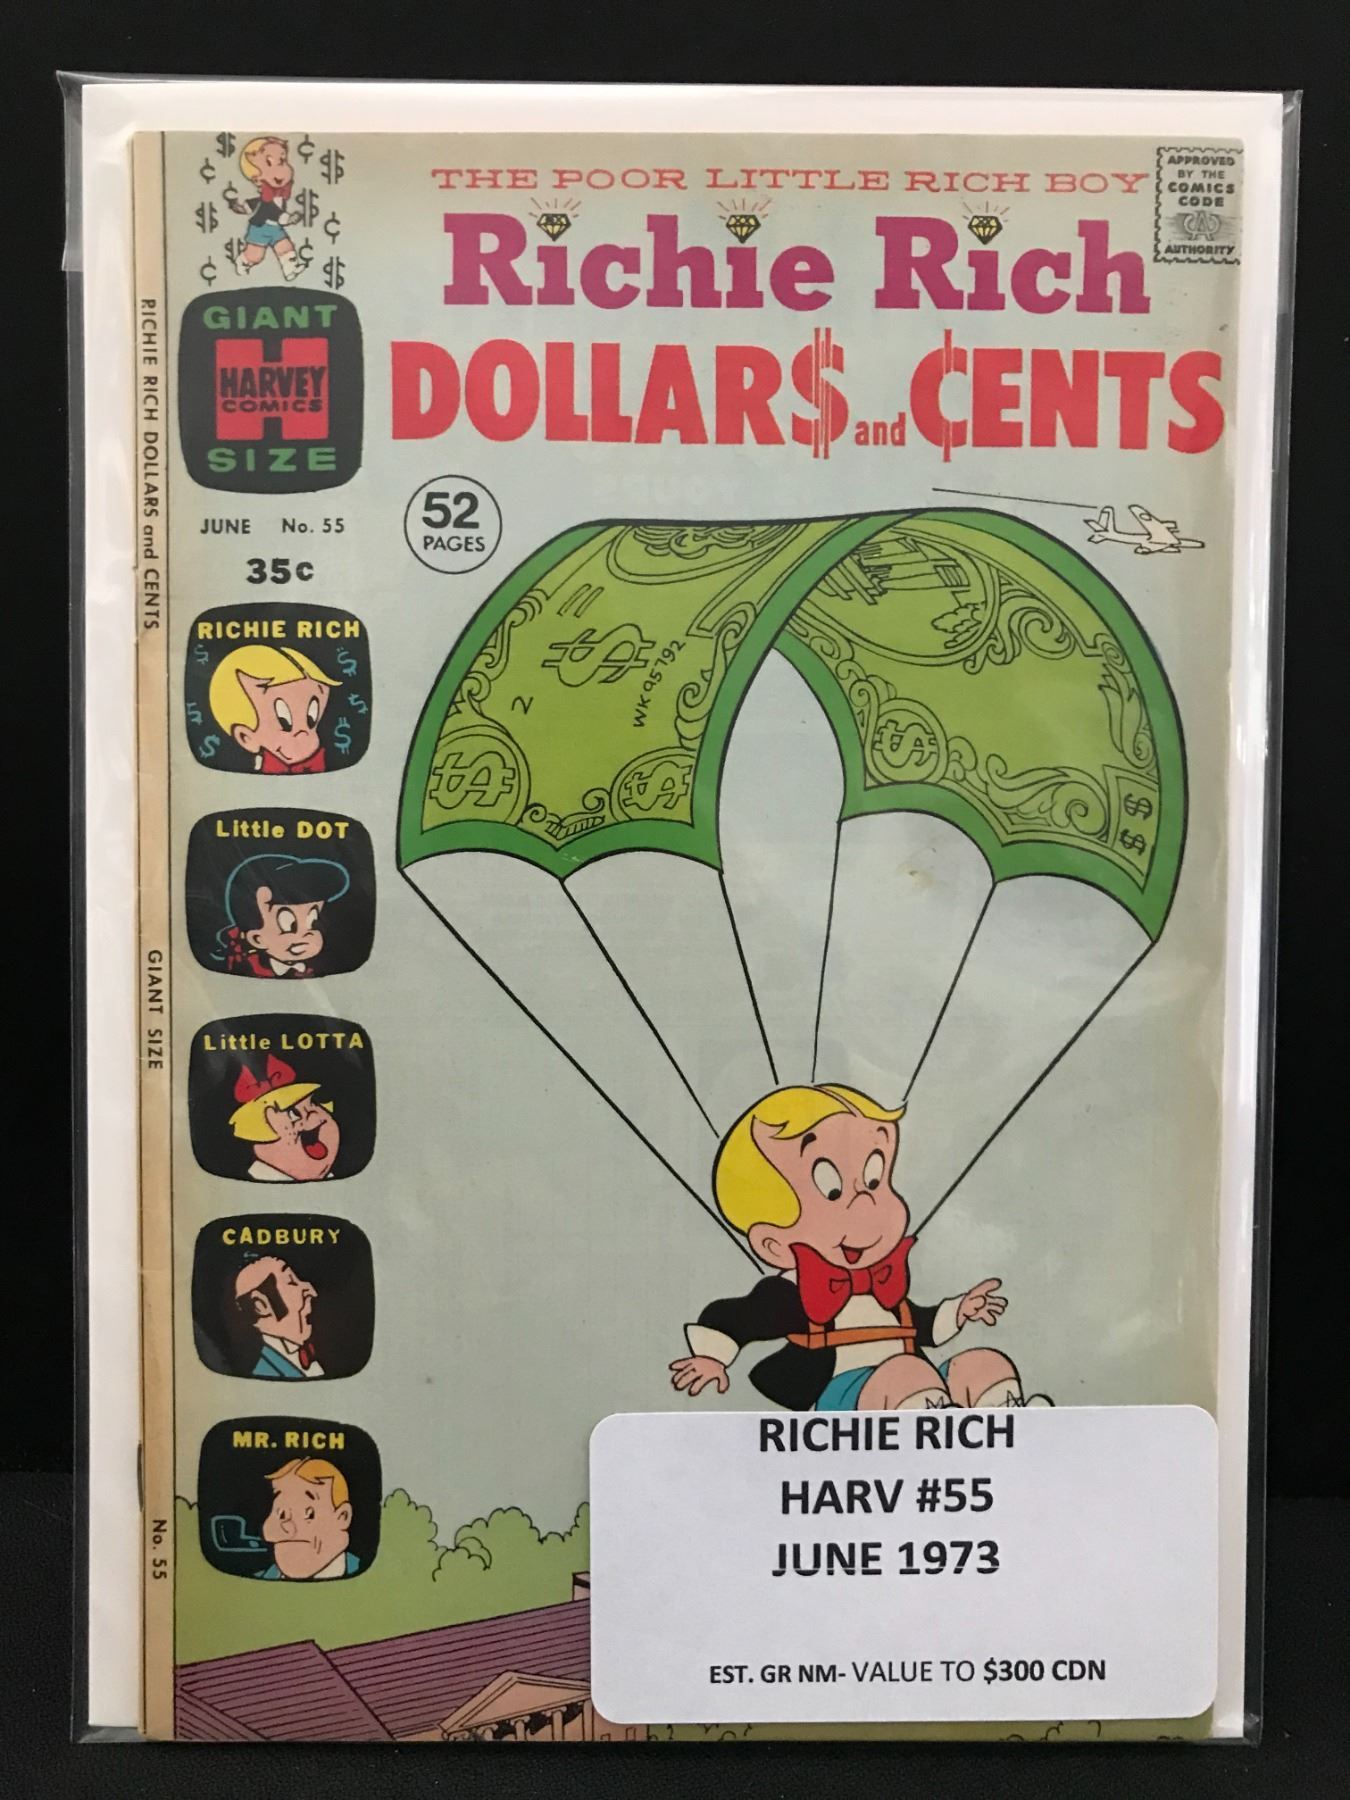 THE POOR LITTLE RICH BOY
Richie Rich
DOLLAR$ and ¢ENTS
APPROVED
BY THE
COMICS
CODE
CA
AUTHORITY
GIANT
H
HARVEY
COMICS
SIZE
JUNE No. 55
35c
52
PAGES
RICHIE RICH DOLLARS and CENTS
GIANT SIZE
No. 55
RICHIE RICH
Little DOT
Little LOTTA
CADBURY
MR. RICH
2
$
WK95792
RICHIE RICH
HARV #55
JUNE 1973
EST. GR NM- VALUE TO $300 CDN